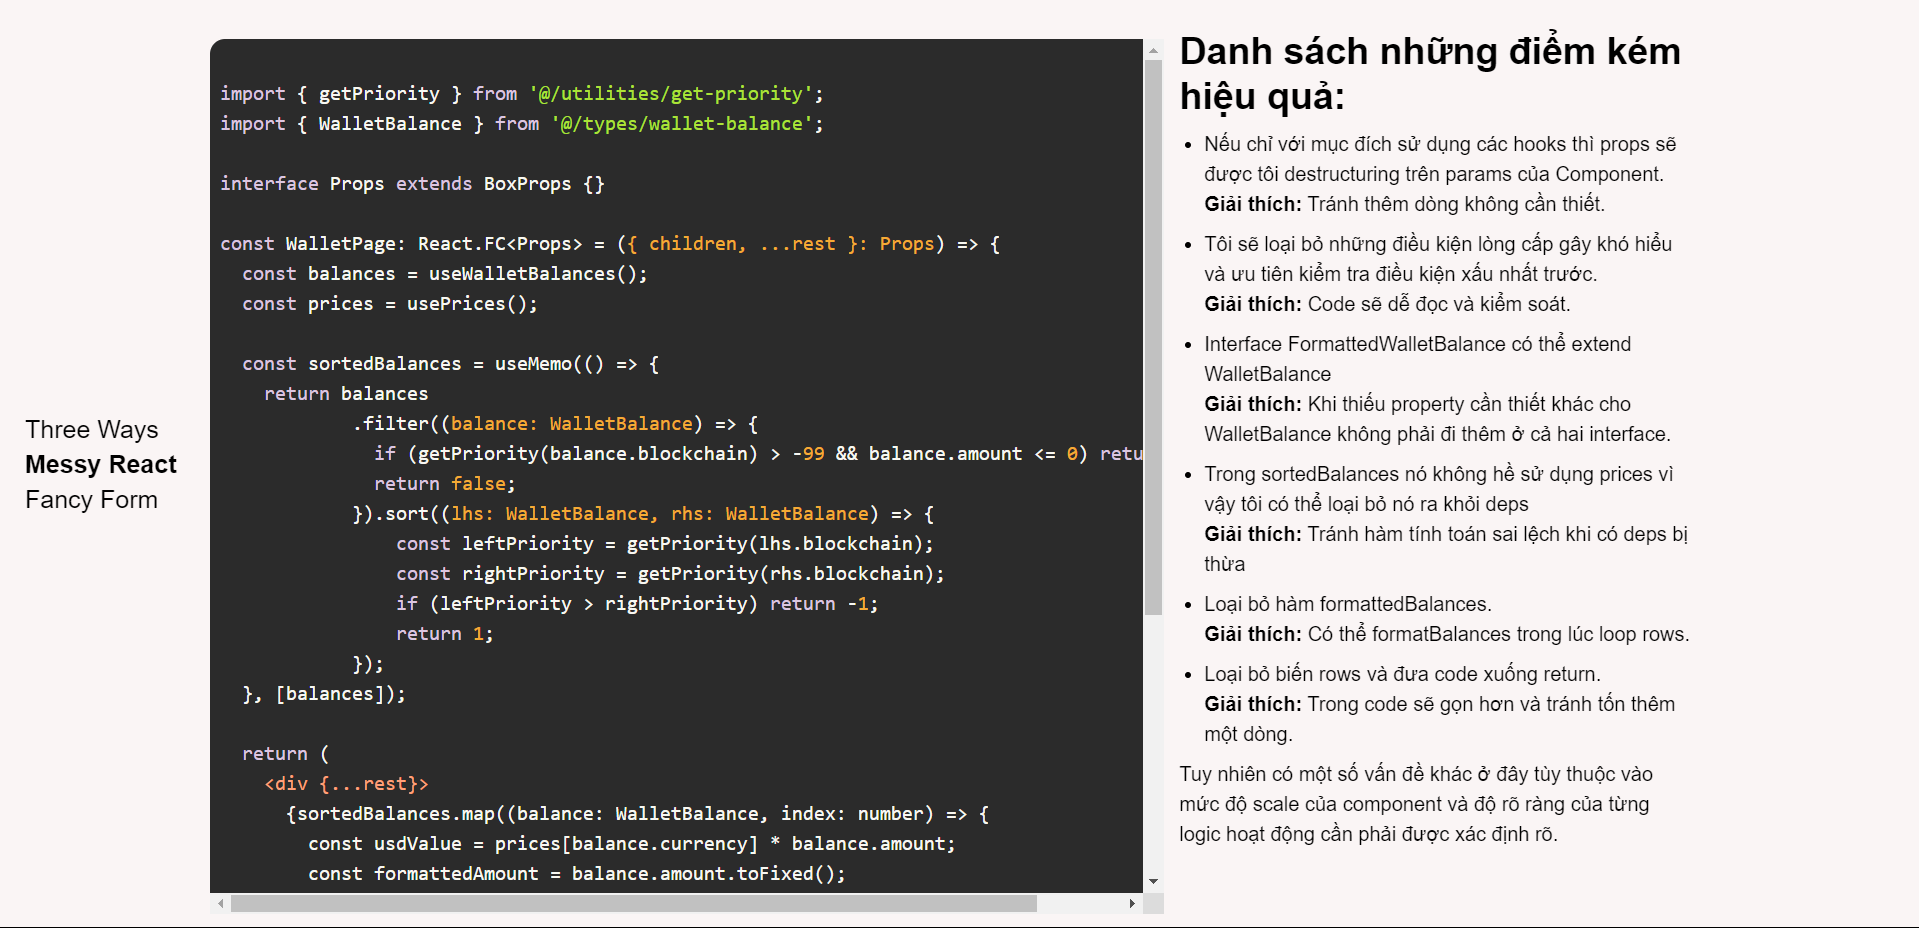 Three Ways
Messy React
Fancy Form
import { getPriority } from '@/utilities/get-priority';
import { WalletBalance } from '@/types/wallet-balance';
interface Props extends BoxProps {}
const WalletPage: React.FC<Props> = ({ children, ...rest }: Props) => {
const balances = useWalletBalances();
const prices = usePrices();
const sortedBalances = useMemo(() => {
return balances
.filter((balance: WalletBalance) => {
if (getPriority(balance.blockchain) > -99 && balance.amount <= 0) retu
return false;
}).sort((lhs: WalletBalance, rhs: WalletBalance) => {
const leftPriority = getPriority(lhs.blockchain);
const rightPriority = getPriority(rhs.blockchain);
if (leftPriority > rightPriority) return -1;
return 1;
});
}, [balances]);
return (
<div {...rest}>
{sortedBalances.map((balance: WalletBalance, index: number) => {
const usdValue = prices[balance.currency] * balance.amount;
const formattedAmount = balance.amount.toFixed();
Danh sách những điểm kém
hiệu quả:
• Nếu chỉ với mục đích sử dụng các hooks thì props sẽ
được tôi destructuring trên params của Component.
Giải thích: Tránh thêm dòng không cần thiết.
• Tôi sẽ loại bỏ những điều kiện lòng cấp gây khó hiểu
và ưu tiên kiểm tra điều kiện xấu nhất trước.
Giải thích: Code sẽ dễ đọc và kiểm soát.
• Interface FormattedWalletBalance có thể extend
WalletBalance
Giải thích: Khi thiếu property cần thiết khác cho
WalletBalance không phải đi thêm ở cả hai interface.
• Trong sortedBalances nó không hề sử dụng prices vì
vậy tôi có thể loại bỏ nó ra khỏi deps
Giải thích: Tránh hàm tính toán sai lệch khi có deps bị
thừa
• Loại bỏ hàm formattedBalances.
Giải thích: Có thể formatBalances trong lúc loop rows.
• Loại bỏ biến rows và đưa code xuống return.
Giải thích: Trong code sẽ gọn hơn và tránh tốn thêm
một dòng.
Tuy nhiên có một số vấn đề khác ở đây tùy thuộc vào
mức độ scale của component và độ rõ ràng của từng
logic hoạt động cần phải được xác định rõ.